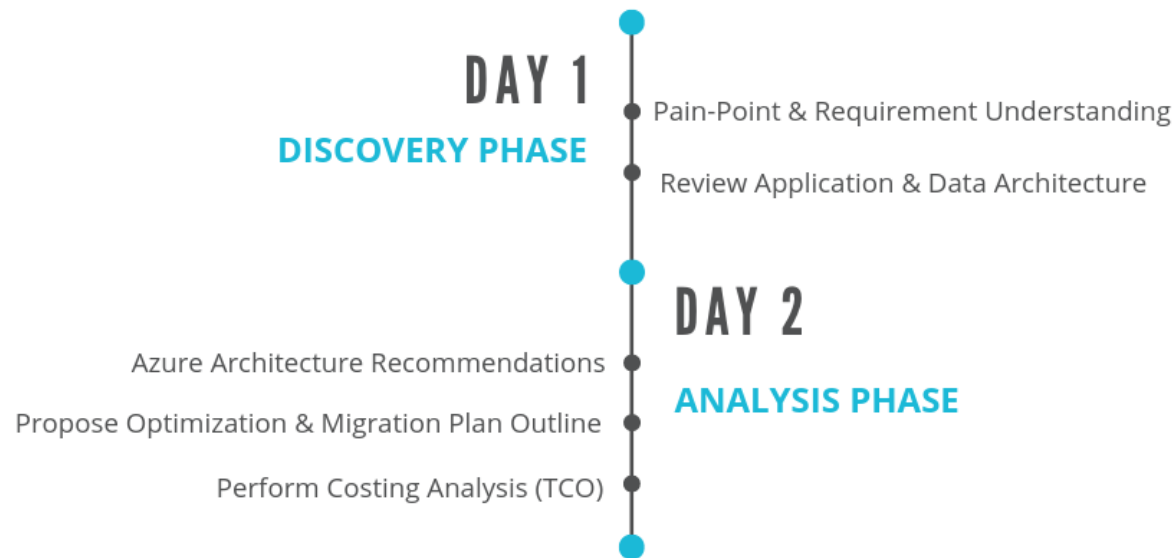 DAY 1
DISCOVERY PHASE
Pain-Point & Requirement Understanding
Review Application & Data Architecture
DAY 2
ANALYSIS PHASE
Azure Architecture Recommendations
Propose Optimization & Migration Plan Outline
Perform Costing Analysis (TCO)